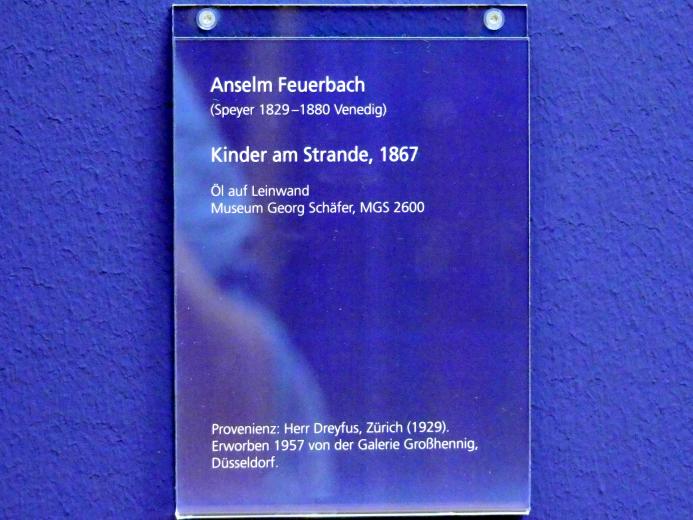 Anselm Feuerbach
(Speyer 1829–1880 Venedig)
Kinder am Strande, 1867
Öl auf Leinwand
Museum Georg Schäfer, MGS 2600
Provenienz: Herr Dreyfus, Zürich (1929).
Erworben 1957 von der Galerie Großhennig,
Düsseldorf.